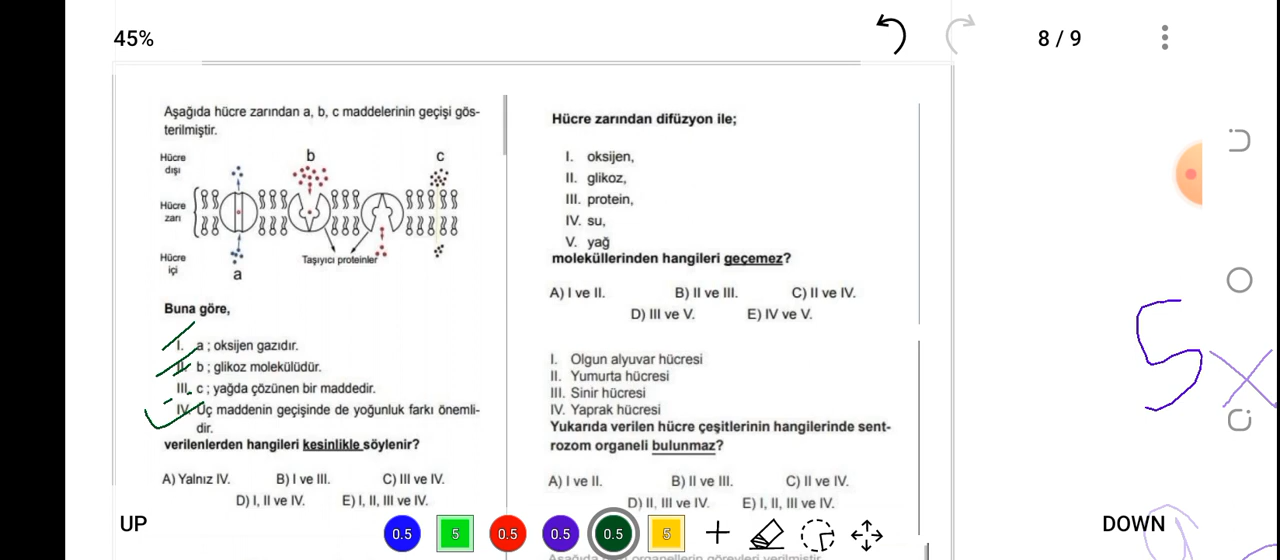 45%
8 / 9
Aşağıda hücre zarından a, b, c maddelerinin geçişi gös-
terilmiştir.
b
c
Hücre
dışı
Hücre
zarı
Hücre
içi
Taşıyıcı proteinler
a
Buna göre,
I. a ; oksijen gazıdır.
II. b ; glikoz molekülüdür.
III. c ; yağda çözünen bir maddedir.
IV. Üç maddenin geçişinde de yoğunluk farkı önemli-
dir.
verilenlerden hangileri kesinlikle söylenir?
A) Yalnız IV. B) I ve III. C) III ve IV.
D) I, II ve IV. E) I, II, III ve IV.
Hücre zarından difüzyon ile;
I. oksijen,
II. glikoz,
III. protein,
IV. su,
V. yağ
moleküllerinden hangileri geçemez?
A) I ve II. B) II ve III. C) II ve IV.
D) III ve V. E) IV ve V.
I. Olgun alyuvar hücresi
II. Yumurta hücresi
III. Sinir hücresi
IV. Yaprak hücresi
Yukarıda verilen hücre çeşitlerinin hangilerinde sent-
rozom organeli bulunmaz?
A) I ve II. B) II ve III. C) II ve IV.
D) II, III ve IV. E) I, II, III ve IV.
5x
UP
0.5 5 0.5 0.5 0.5 5
DOWN